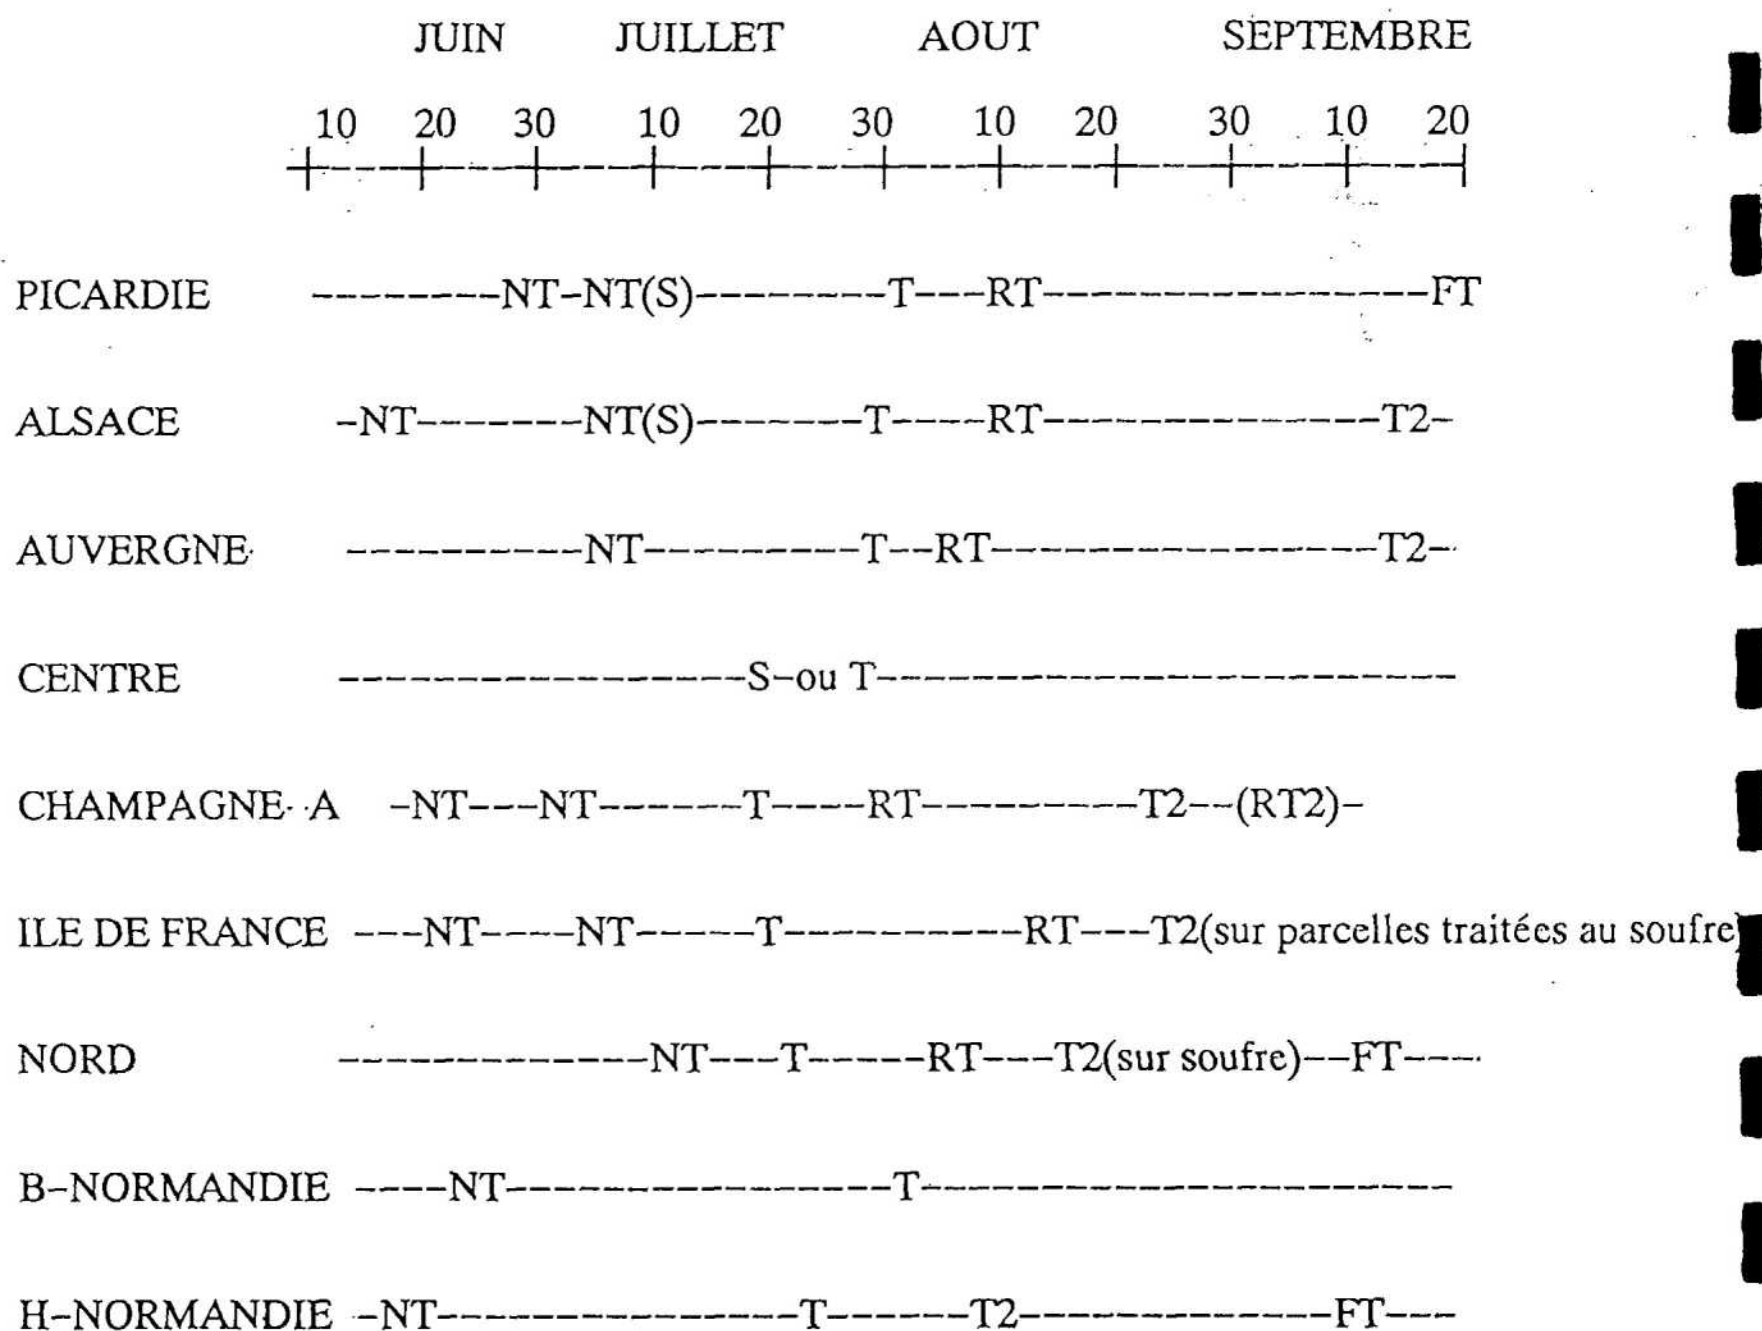 JUIN JUILLET AOUT SEPTEMBRE
10 20 30 10 20 30 10 20 30 10 20
+---------+---------+---------+---------+---------+---------+---------+---------+---------+---------|
PICARDIE --------NT-NT(S)--------T---RT-----------------FT
ALSACE -NT-------NT(S)-------T----RT---------------T2-
AUVERGNE ----------NT---------T--RT-----------------T2-
CENTRE -----------------S-ou T-------------------------
CHAMPAGNE A -NT---NT------T----RT---------T2--(RT2)-
ILE DE FRANCE ---NT----NT-----T----------RT---T2(sur parcelles traitées au soufre)
NORD -------------NT---T-----RT---T2(sur soufre)--FT----
B-NORMANDIE ----NT----------------T-----------------------
H-NORMANDIE -NT---------------T------T2-------------FT---